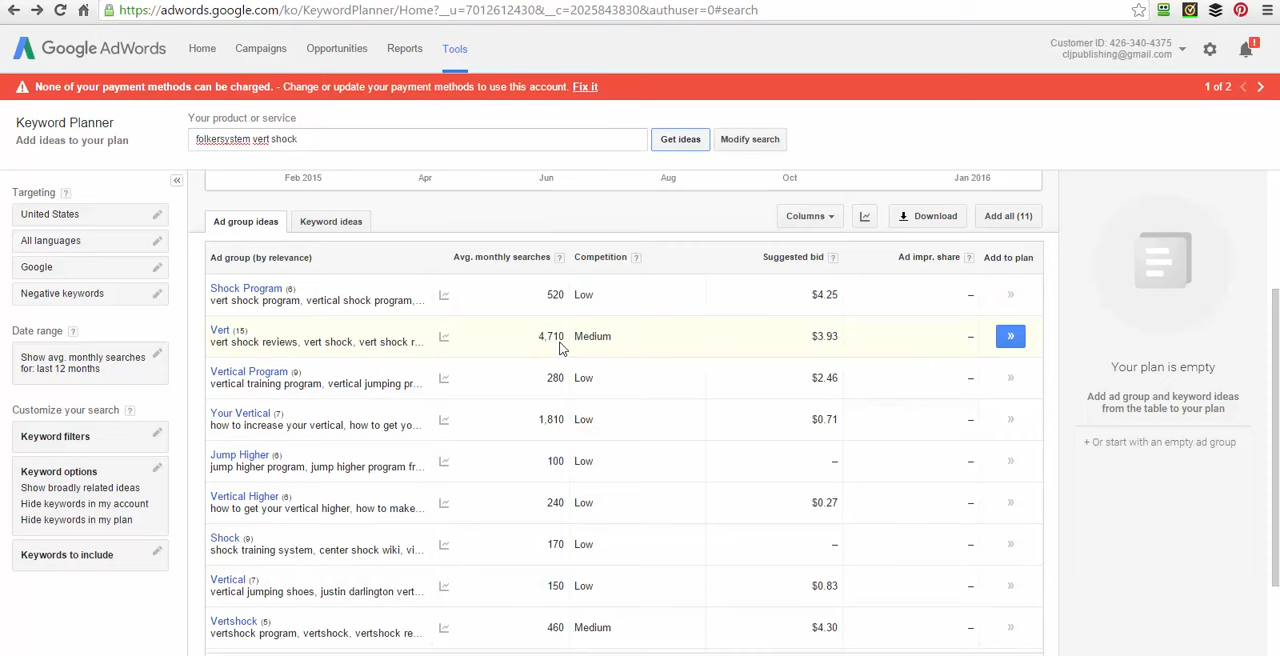 https://adwords.google.com/ko/KeywordPlanner/Home?__u=7012612430&__c=2025843830&authuser=0#search
Google AdWords Home Campaigns Opportunities Reports Tools
Customer ID: 426-340-4375
cljpublishing@gmail.com
!
None of your payment methods can be charged. - Change or update your payment methods to use this account. Fix it 1 of 2
Keyword Planner
Add ideas to your plan
Your product or service
folkersystem vert shock Get ideas Modify search
Feb 2015 Apr Jun Aug Oct Jan 2016
Targeting ?
United States
All languages
Google
Negative keywords
Date range ?
Show avg. monthly searches
for: last 12 months
Customize your search ?
Keyword filters
Keyword options
Show broadly related ideas
Hide keywords in my account
Hide keywords in my plan
Keywords to include
Ad group ideas Keyword ideas Columns Download Add all (11)
Ad group (by relevance) Avg. monthly searches ? Competition ? Suggested bid ? Ad impr. share ? Add to plan
Shock Program (6) 520 Low $4.25 – »
vert shock program, vertical shock program,...
Vert (15) 4,710 Medium $3.93 – »
vert shock reviews, vert shock, vert shock r...
Vertical Program (9) 280 Low $2.46 – »
vertical training program, vertical jumping pr...
Your Vertical (7) 1,810 Low $0.71 – »
how to increase your vertical, how to get yo...
Jump Higher (6) 100 Low – – »
jump higher program, jump higher program fr...
Vertical Higher (6) 240 Low $0.27 – »
how to get your vertical higher, how to make...
Shock (9) 170 Low – – »
shock training system, center shock wiki, vi...
Vertical (7) 150 Low $0.83 – »
vertical jumping shoes, justin darlington vert...
Vertshock (5) 460 Medium $4.30 – »
vertshock program, vertshock, vertshock re...
Your plan is empty
Add ad group and keyword ideas
from the table to your plan
+ Or start with an empty ad group